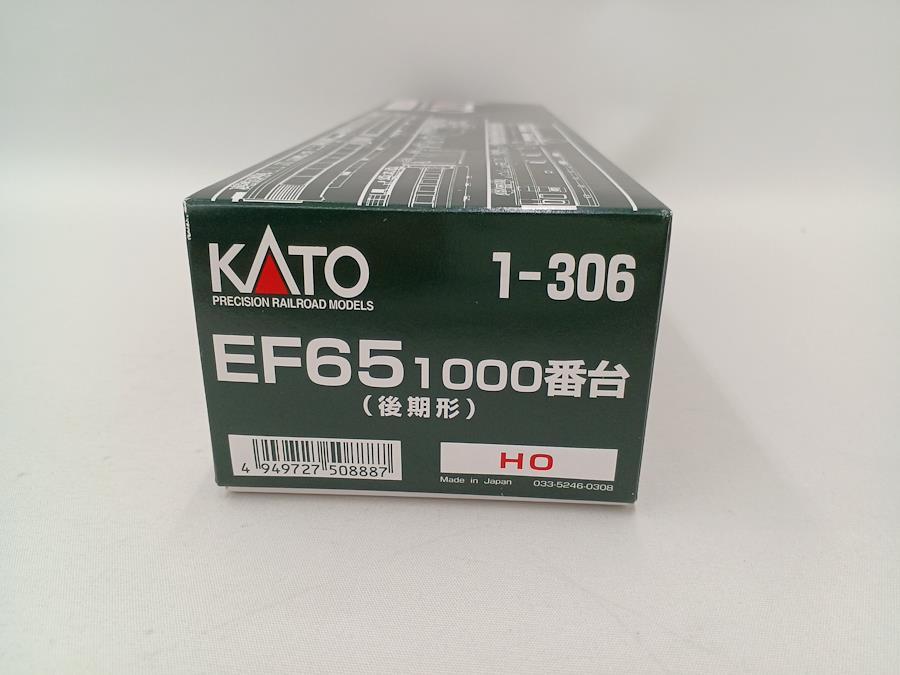 KATO
PRECISION RAILROAD MODELS
1-306
EF65 1000番台
(後期形)
4 949727 508887
HO
Made in Japan 033-5246-0308